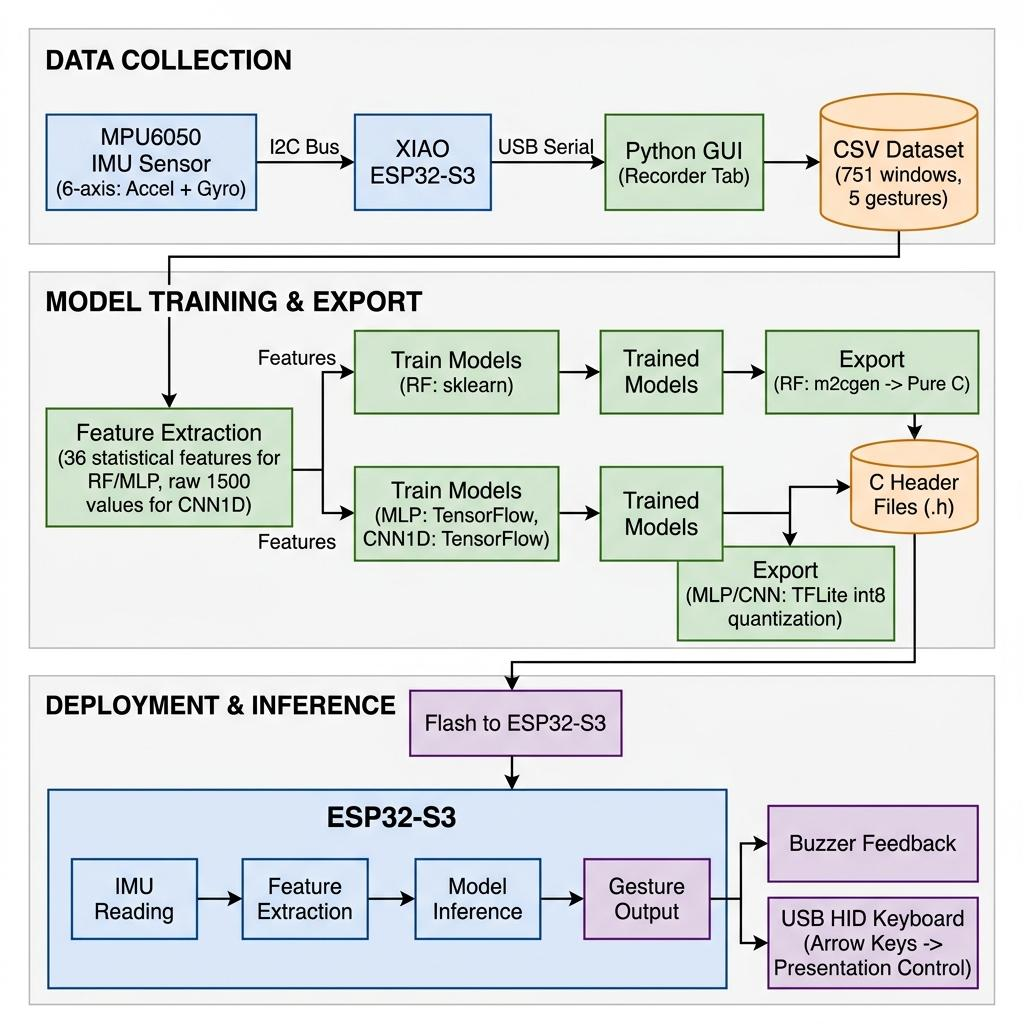 DATA COLLECTION
MPU6050
IMU Sensor
(6-axis: Accel + Gyro)
I2C Bus
XIAO
ESP32-S3
USB Serial
Python GUI
(Recorder Tab)
CSV Dataset
(751 windows,
5 gestures)
MODEL TRAINING & EXPORT
Feature Extraction
(36 statistical features for
RF/MLP, raw 1500
values for CNN1D)
Features
Train Models
(RF: sklearn)
Trained
Models
Export
(RF: m2cgen -> Pure C)
Features
Train Models
(MLP: TensorFlow,
CNN1D: TensorFlow)
Trained
Models
Export
(MLP/CNN: TFLite int8
quantization)
C Header
Files (.h)
DEPLOYMENT & INFERENCE
Flash to ESP32-S3
ESP32-S3
IMU
Reading
Feature
Extraction
Model
Inference
Gesture
Output
Buzzer Feedback
USB HID Keyboard
(Arrow Keys ->
Presentation Control)